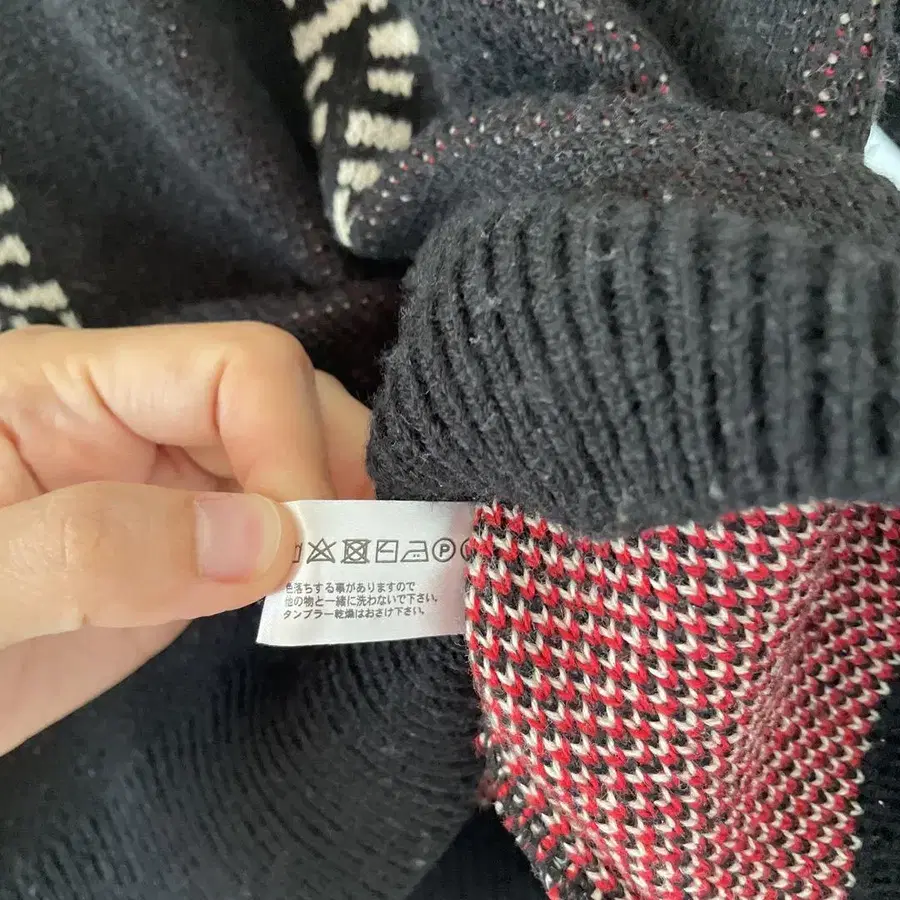 P
色落ちする事がありますので
他の物と一緒に洗わないで下さい。
タンブラー乾燥はおさけ下さい。